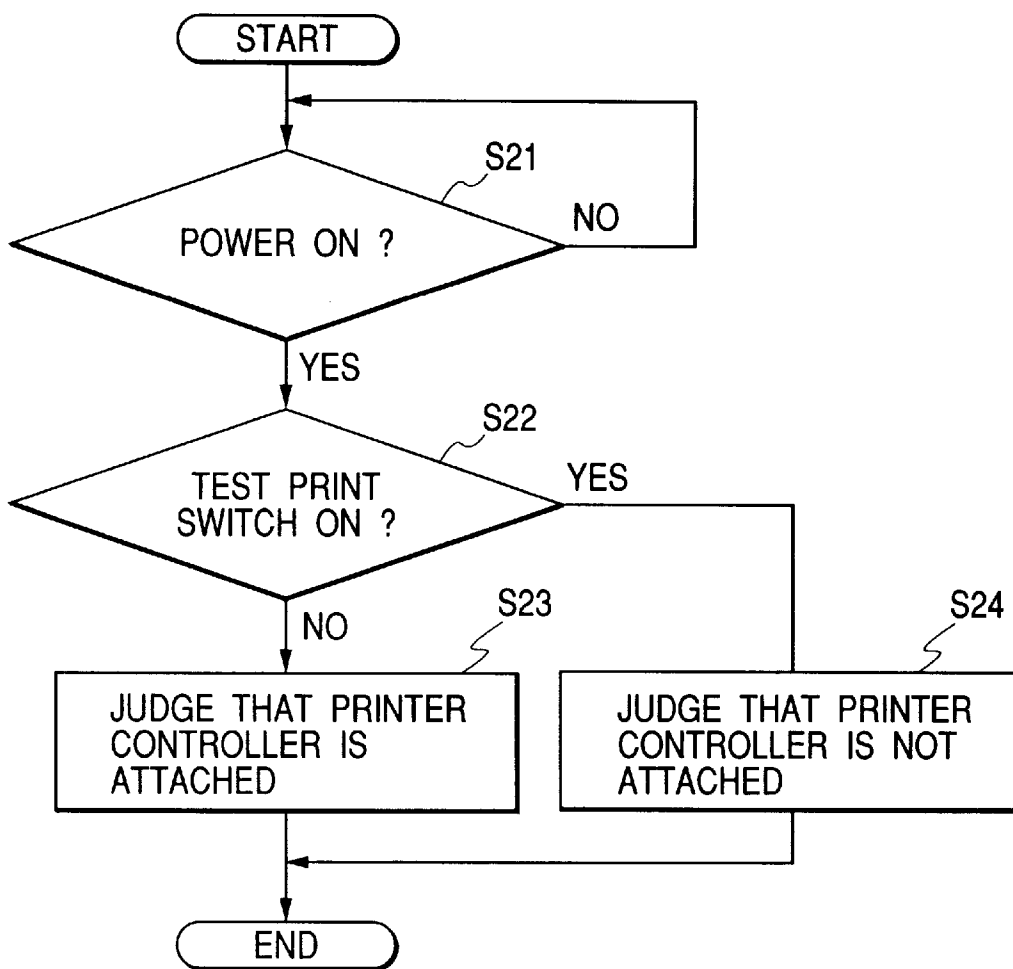 START
S21
POWER ON ?
NO
YES
S22
TEST PRINT
SWITCH ON ?
YES
NO
S23
JUDGE THAT PRINTER
CONTROLLER IS
ATTACHED
S24
JUDGE THAT PRINTER
CONTROLLER IS NOT
ATTACHED
END